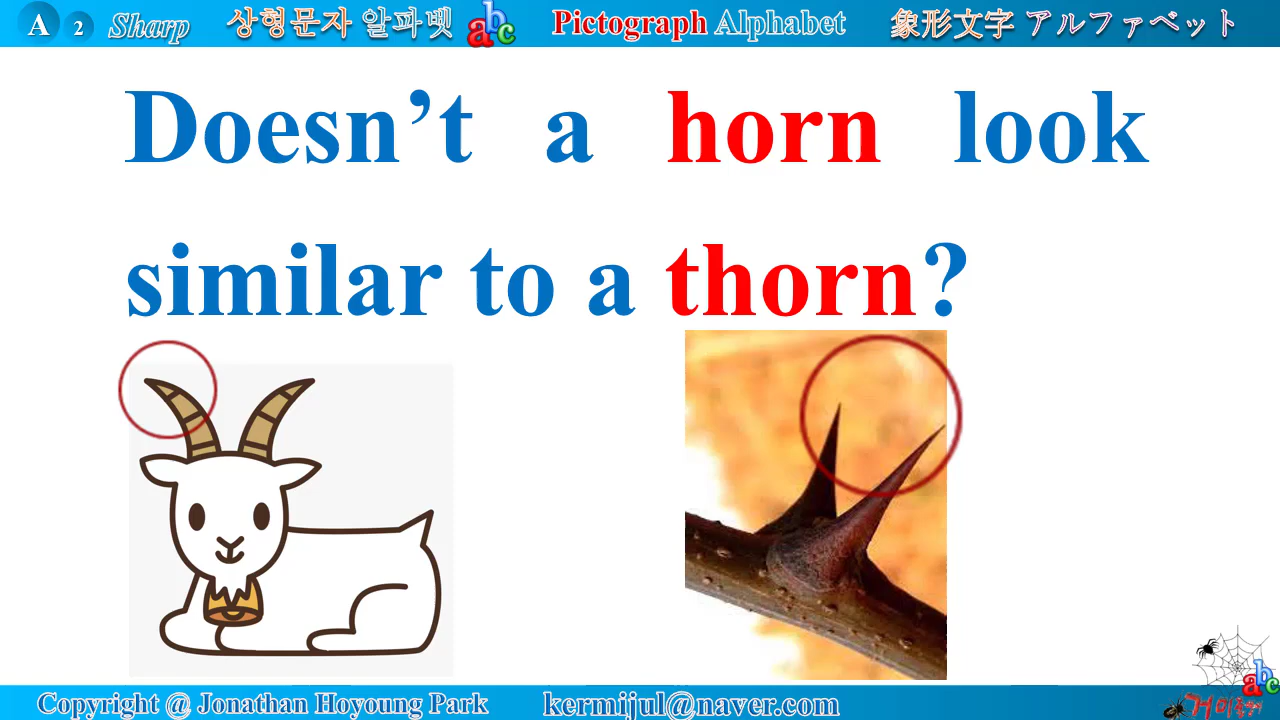 A 2 Sharp 상형문자 알파벳 abc Pictograph Alphabet 象形文字 アルファベット
Doesn’t a horn look
similar to a thorn?
abc
Copyright @ Jonathan Hoyoung Park kermijul@naver.com